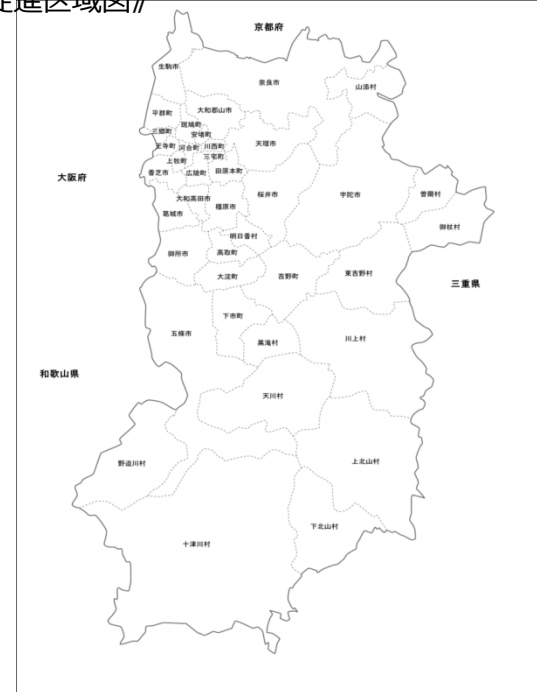 促進区域図》
京都府
生駒市
奈良市
山添村
平群町
大和郡山市
斑鳩町
三郷町
安堵町
王寺町
河合町
川西町
天理市
三宅町
上牧町
香芝市
広陵町
田原本町
大阪府
大和高田市
桜井市
宇陀市
曽爾村
葛城市
橿原市
御杖村
明日香村
御所市
高取町
大淀町
吉野町
東吉野村
三重県
下市町
五條市
黒滝村
川上村
和歌山県
天川村
野迫川村
上北山村
下北山村
十津川村